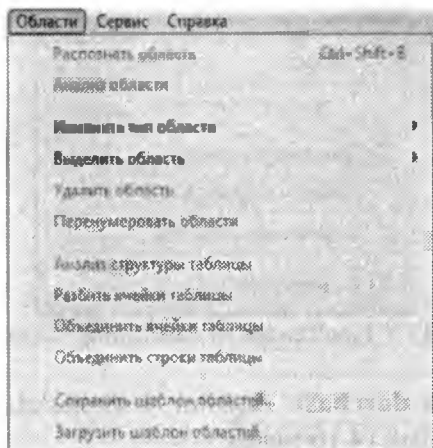 Области Сервис Справка
Распознать области Ctrl+Shift+B
Анализ области
Изменить тип области
Выделить область
Удалить область
Перенумеровать области
Анализ структуры таблицы
Разбить ячейки таблицы
Объединить ячейки таблицы
Объединить строки таблицы
Сохранить шаблон областей...
Загрузить шаблон областей...